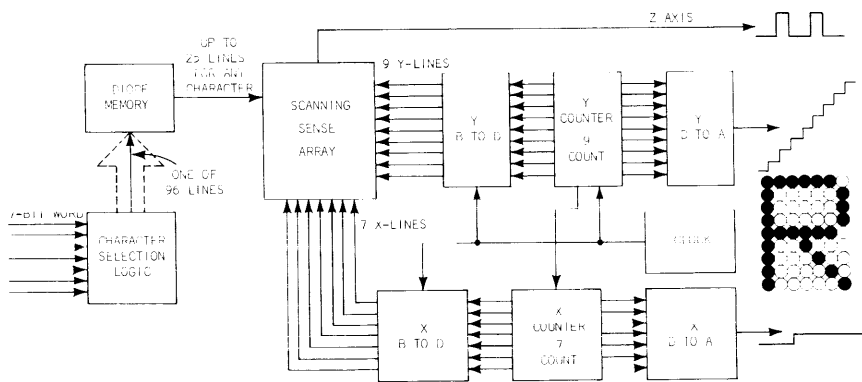 UP TO
25 LINES
FOR ANY
CHARACTER
DIODE
MEMORY
ONE OF
96 LINES
7-BIT WORD
CHARACTER
SELECTION
LOGIC
SCANNING
SENSE
ARRAY
9 Y-LINES
7 X-LINES
Z AXIS
Y
B TO D
Y
COUNTER
9
COUNT
Y
D TO A
CLOCK
X
B TO D
X
COUNTER
7
COUNT
X
D TO A